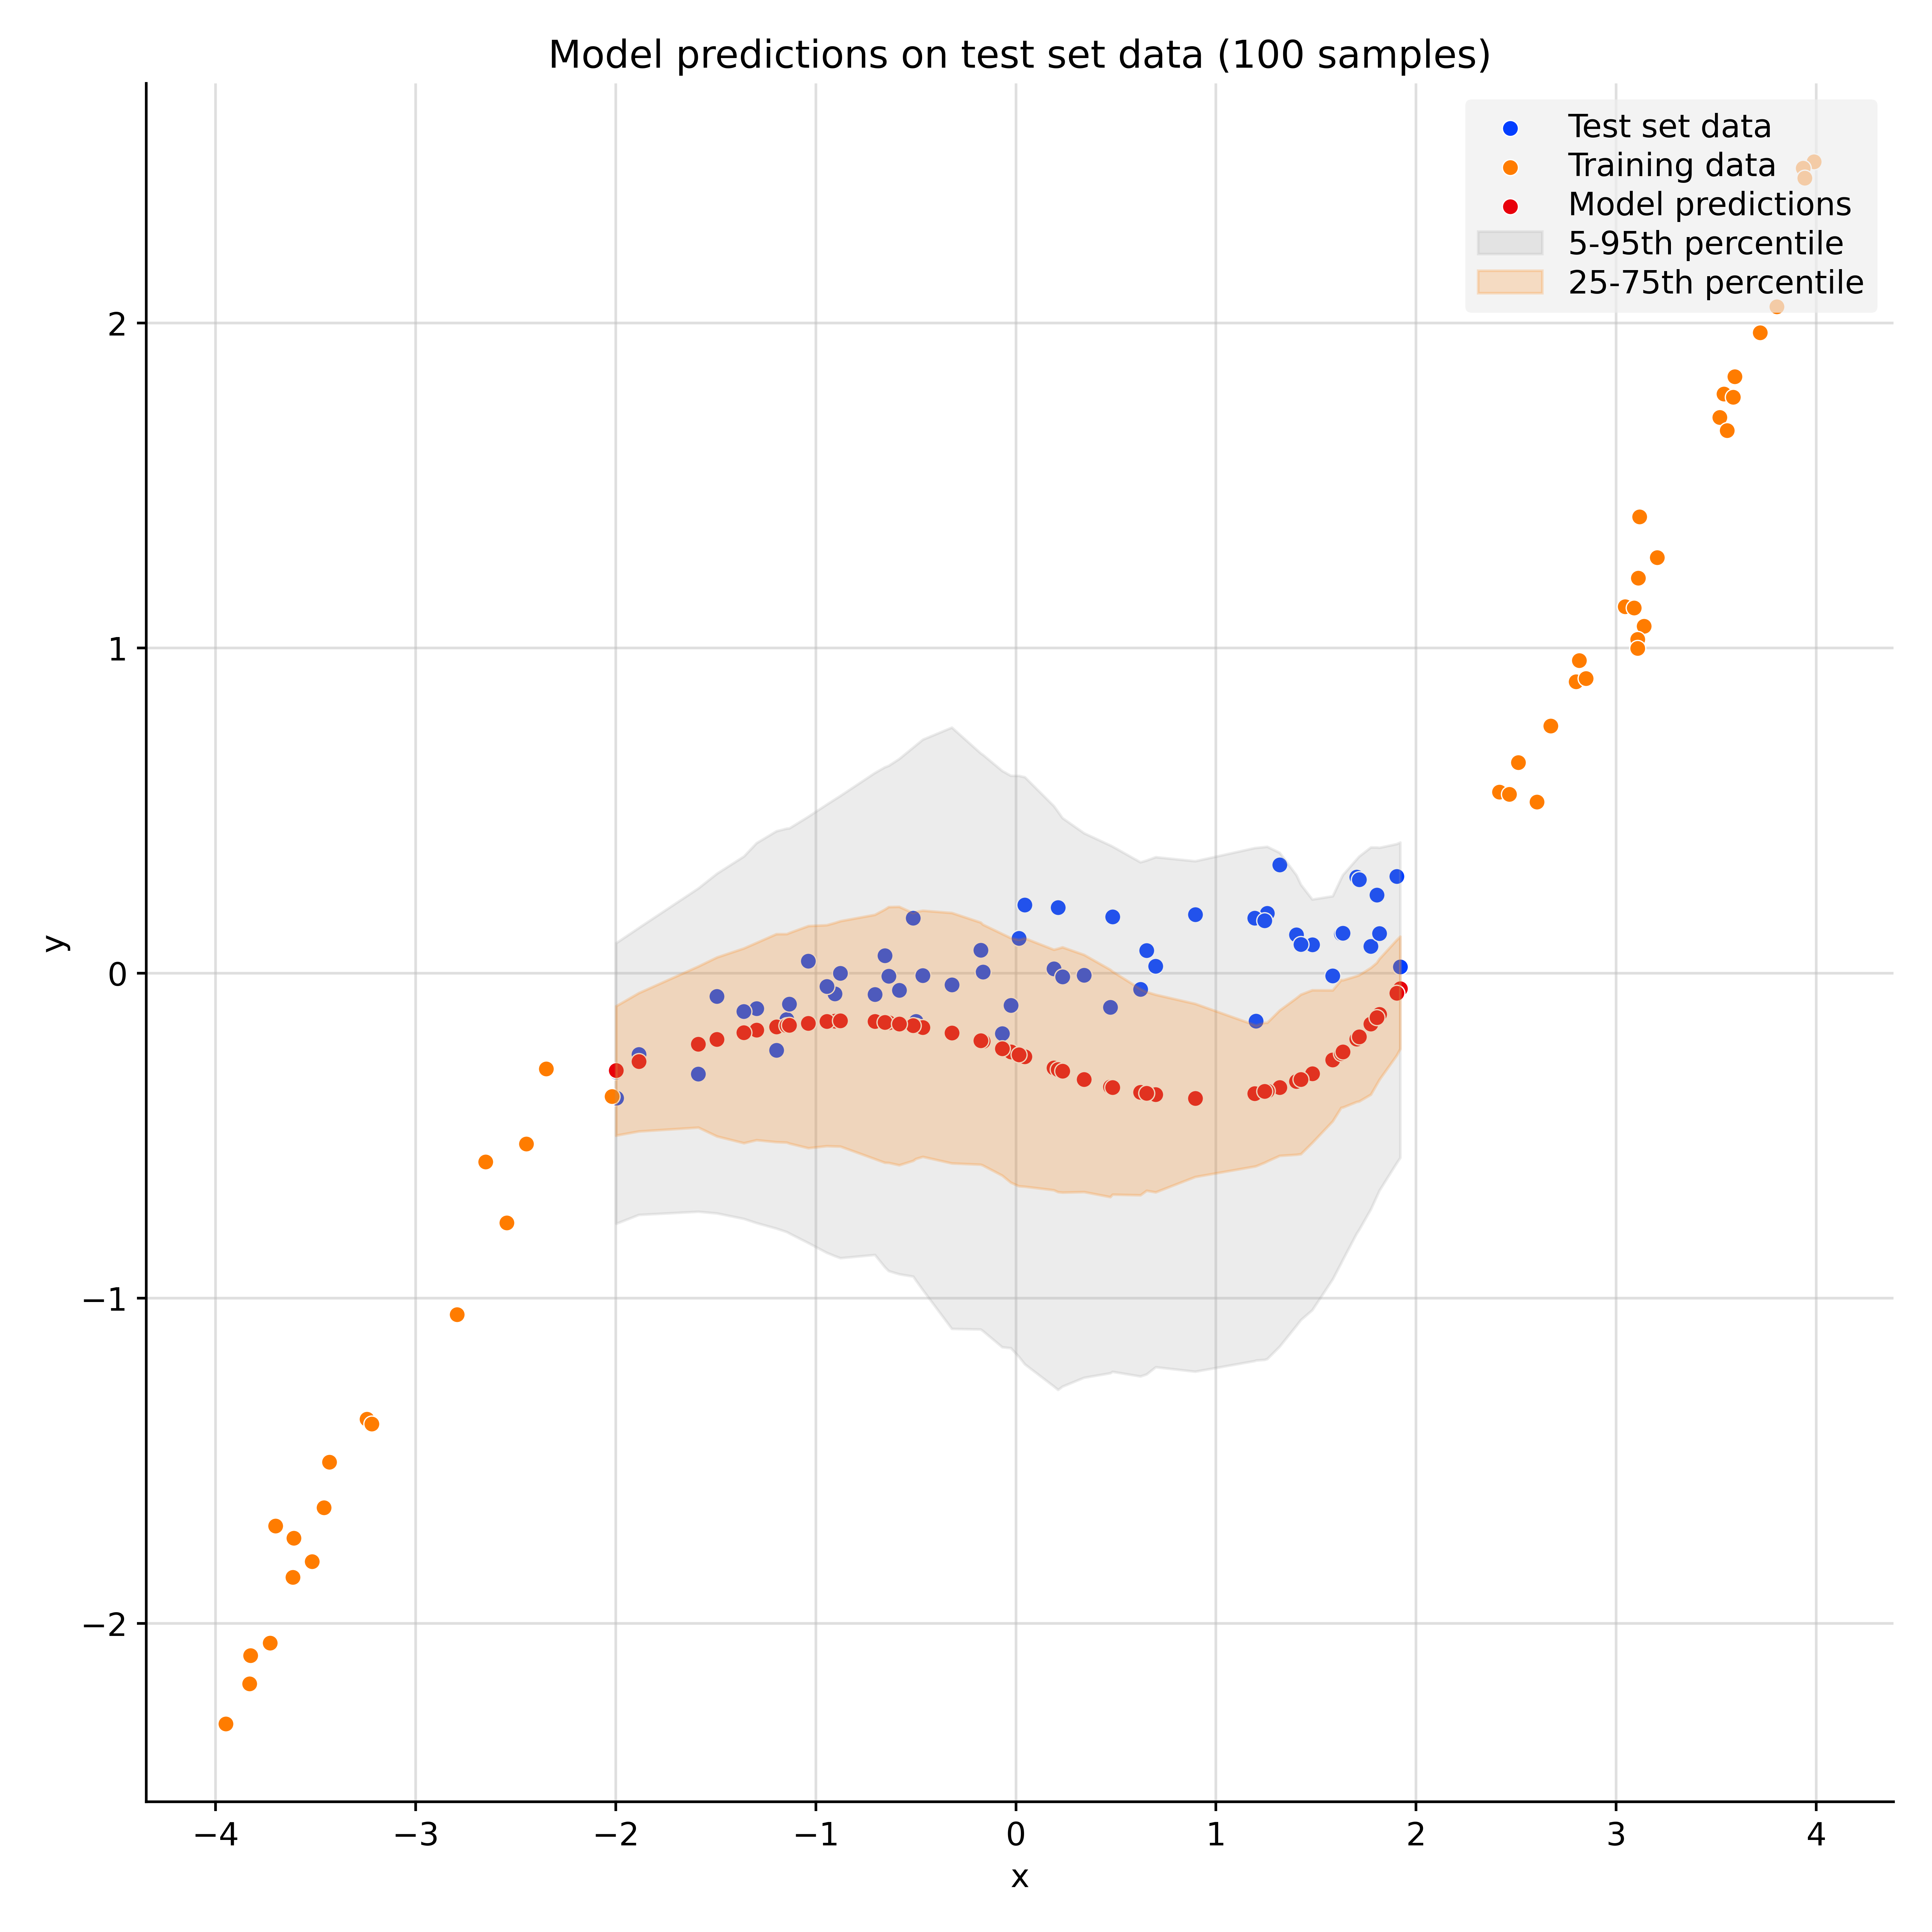 Model predictions on test set data (100 samples)
Test set data
Training data
Model predictions
5-95th percentile
25-75th percentile
y
2
1
0
−1
−2
−4 −3 −2 −1 0 1 2 3 4
x